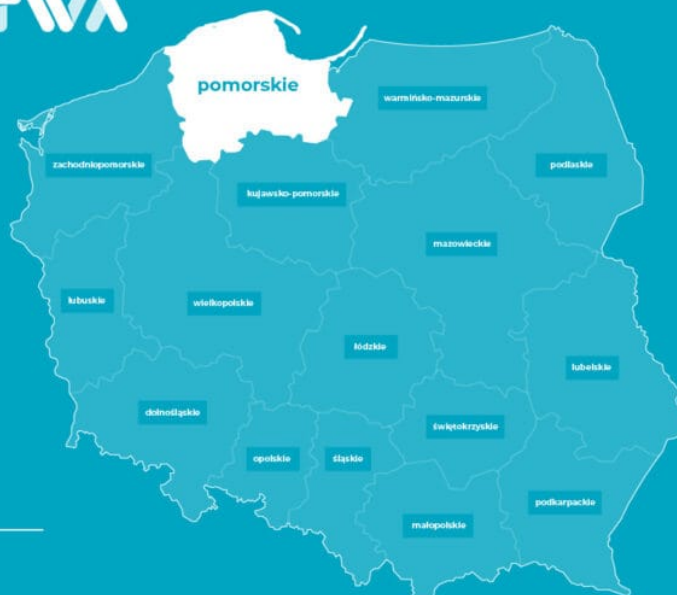 pomorskie
warmińsko-mazurskie
zachodniopomorskie
podlaskie
kujawsko-pomorskie
mazowieckie
lubuskie
wielkopolskie
łódzkie
lubelskie
dolnośląskie
świętokrzyskie
opolskie
śląskie
podkarpackie
małopolskie